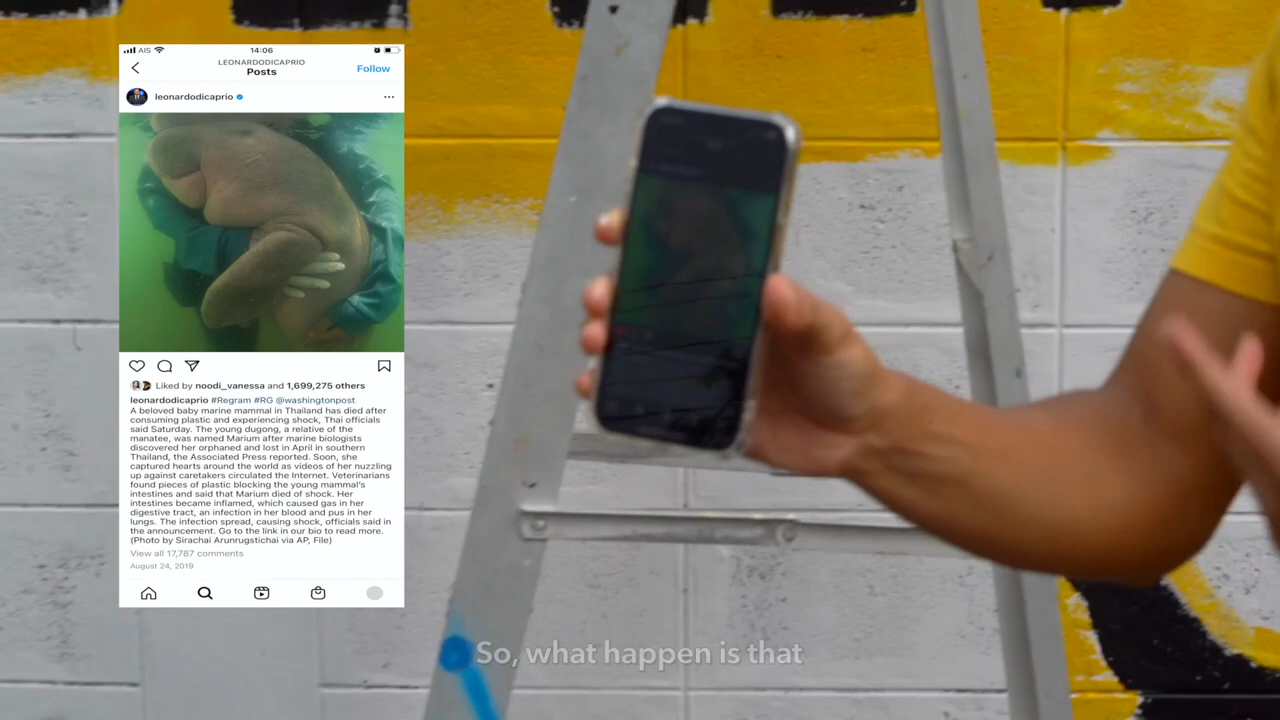 AIS
14:06
LEONARDODICAPRIO
Posts
Follow
leonardodicaprio
Liked by noodi_vanessa and 1,699,275 others
leonardodicaprio #Regram #RG @washingtonpost
A beloved baby marine mammal in Thailand has died after
consuming plastic and experiencing shock, Thai officials
said Saturday. The young dugong, a relative of the
manatee, was named Marium after marine biologists
discovered her orphaned and lost in April in southern
Thailand, the Associated Press reported. Soon, she
captured hearts around the world as videos of her nuzzling
up against caretakers circulated the Internet. Veterinarians
found pieces of plastic blocking the young mammal's
intestines and said that Marium died of shock. Her
intestines became inflamed, which caused gas in her
digestive tract, an infection in her blood and pus in her
lungs. The infection spread, causing shock, officials said in
the announcement. Go to the link in our bio to read more.
(Photo by Sirachai Arunrugstichai via AP, File)
View all 17,787 comments
August 24, 2019
So, what happen is that